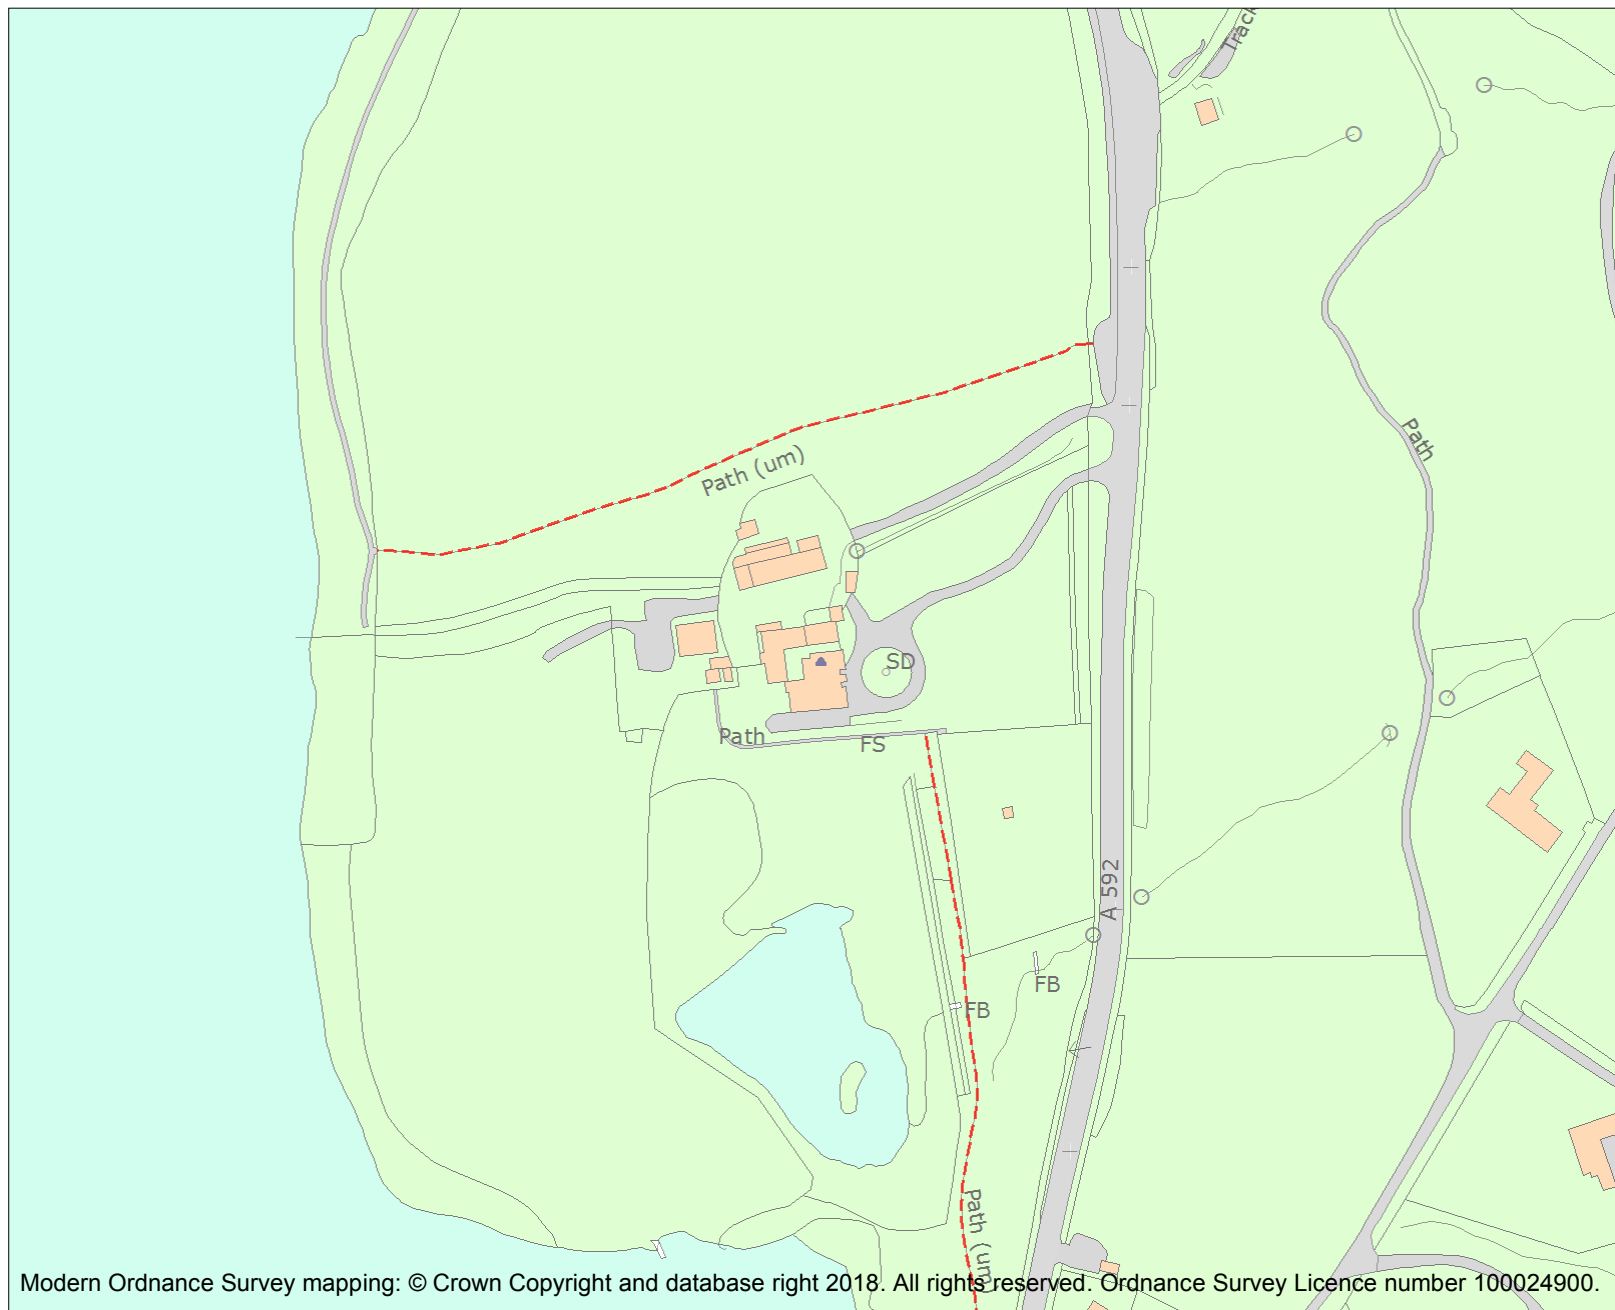 Track
Path
Path (um)
SD
Path
FS
A 592
FB
FB
Path (um)
Modern Ordnance Survey mapping: © Crown Copyright and database right 2018. All rights reserved. Ordnance Survey Licence number 100024900.